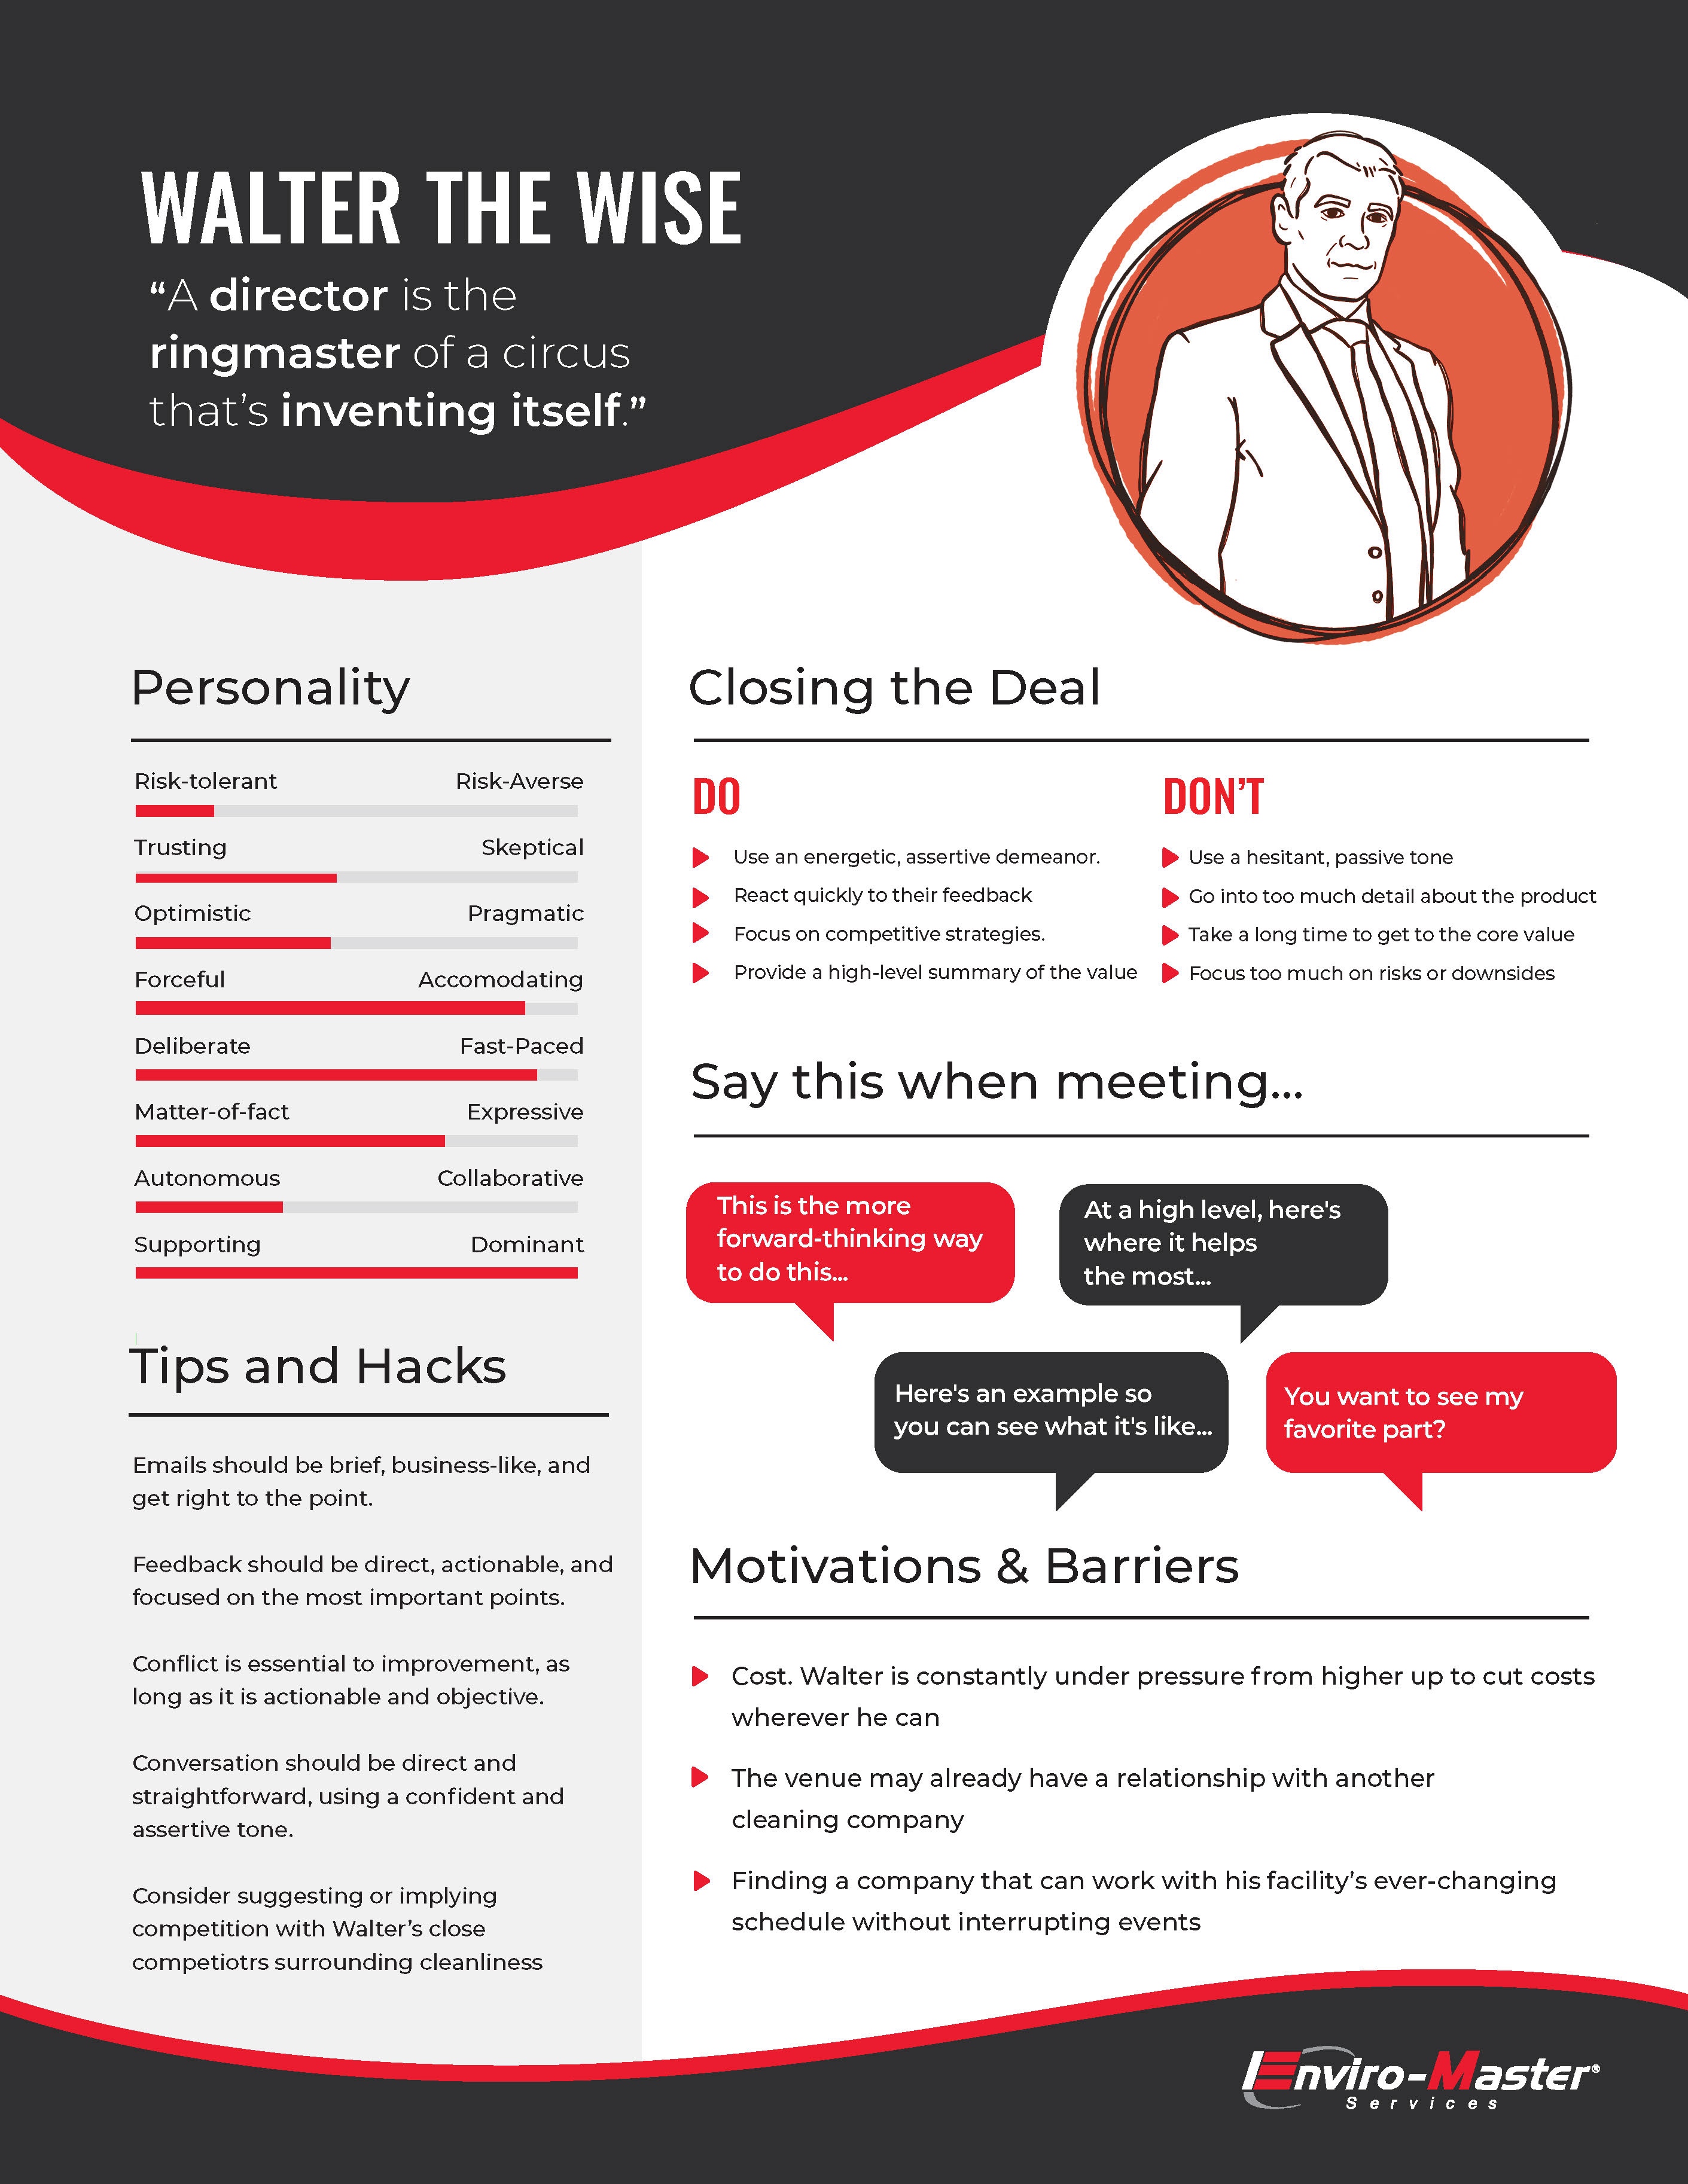 WALTER THE WISE
“A director is the
ringmaster of a circus
that’s inventing itself.”
Personality
Risk-tolerant Risk-Averse
Trusting Skeptical
Optimistic Pragmatic
Forceful Accomodating
Deliberate Fast-Paced
Matter-of-fact Expressive
Autonomous Collaborative
Supporting Dominant
Tips and Hacks
Emails should be brief, business-like, and
get right to the point.
Feedback should be direct, actionable, and
focused on the most important points.
Conflict is essential to improvement, as
long as it is actionable and objective.
Conversation should be direct and
straightforward, using a confident and
assertive tone.
Consider suggesting or implying
competition with Walter’s close
competiotrs surrounding cleanliness
Closing the Deal
DO
Use an energetic, assertive demeanor.
React quickly to their feedback
Focus on competitive strategies.
Provide a high-level summary of the value
DON’T
Use a hesitant, passive tone
Go into too much detail about the product
Take a long time to get to the core value
Focus too much on risks or downsides
Say this when meeting...
This is the more
forward-thinking way
to do this...
At a high level, here's
where it helps
the most...
Here's an example so
you can see what it's like...
You want to see my
favorite part?
Motivations & Barriers
Cost. Walter is constantly under pressure from higher up to cut costs
wherever he can
The venue may already have a relationship with another
cleaning company
Finding a company that can work with his facility’s ever-changing
schedule without interrupting events
Enviro-Master®
Services